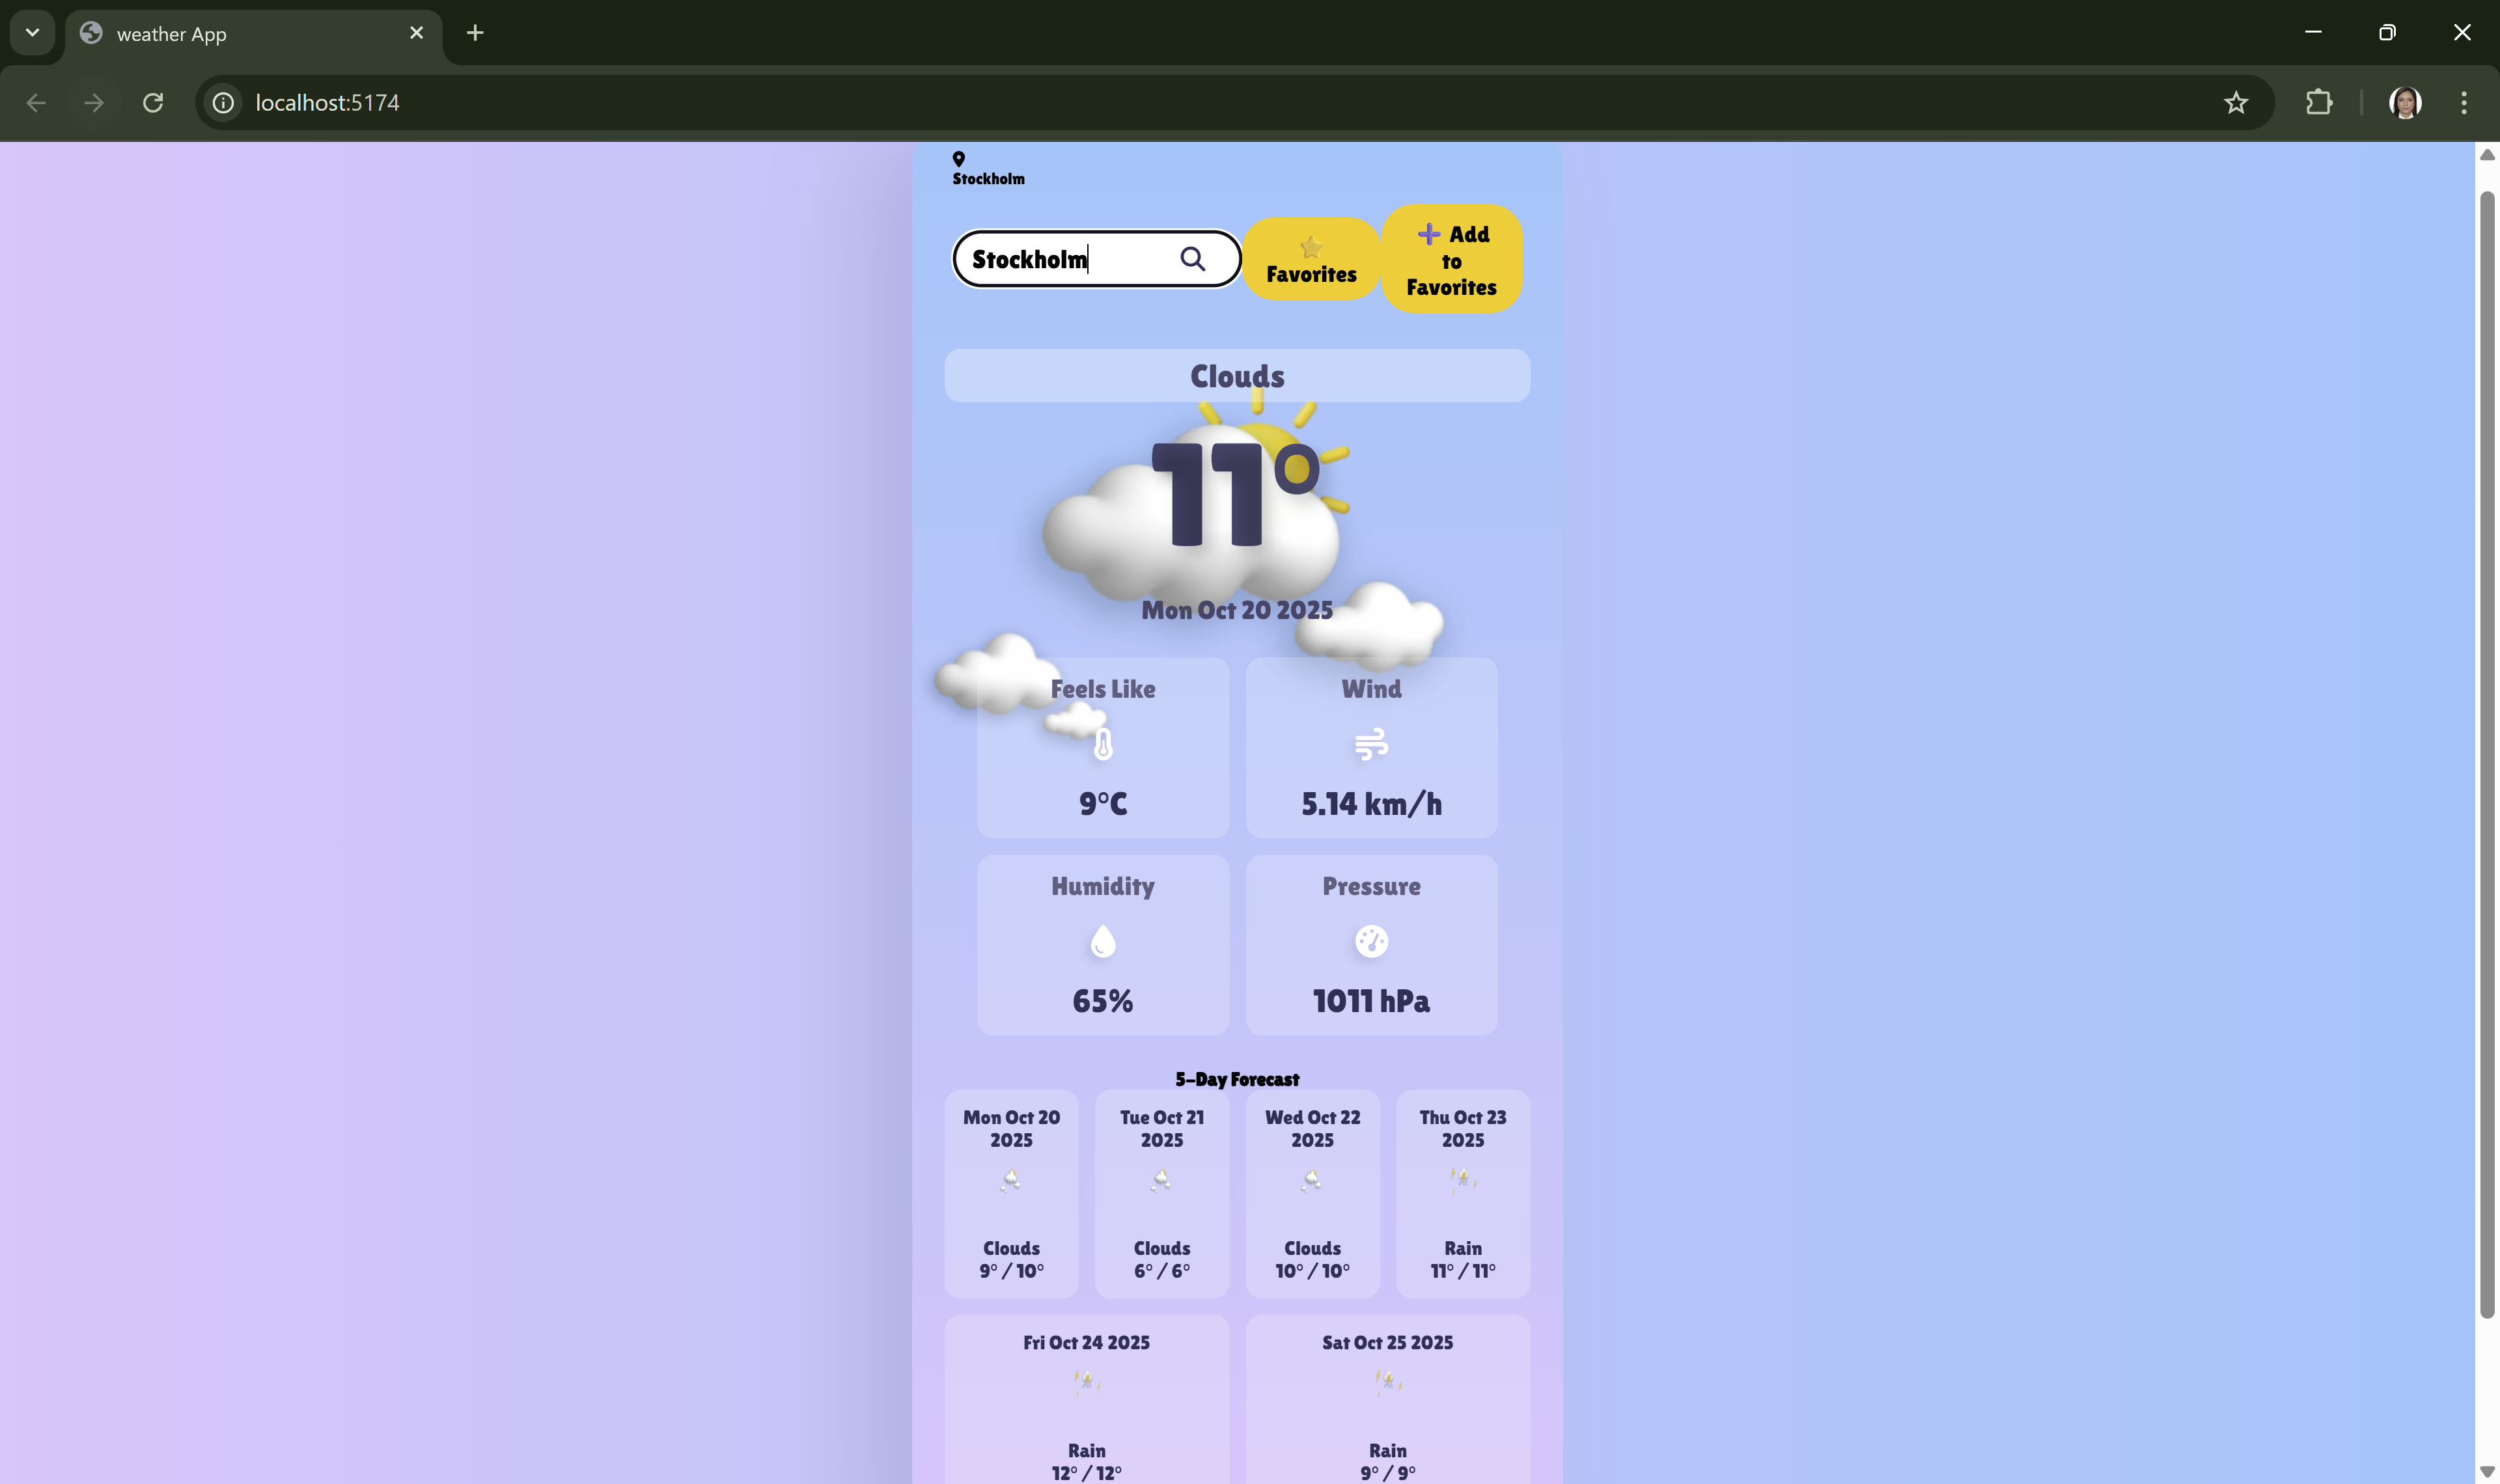 weather App
localhost:5174
Stockholm
Stockholm
Favorites
Add
to
Favorites
Clouds
11°
Mon Oct 20 2025
Feels Like
Wind
9°C
5.14 km/h
Humidity
Pressure
65%
1011 hPa
5-Day Forecast
Mon Oct 20
2025
Clouds
9° / 10°
Tue Oct 21
2025
Clouds
6° / 6°
Wed Oct 22
2025
Clouds
10° / 10°
Thu Oct 23
2025
Rain
11° / 11°
Fri Oct 24 2025
Rain
12° / 12°
Sat Oct 25 2025
Rain
9° / 9°